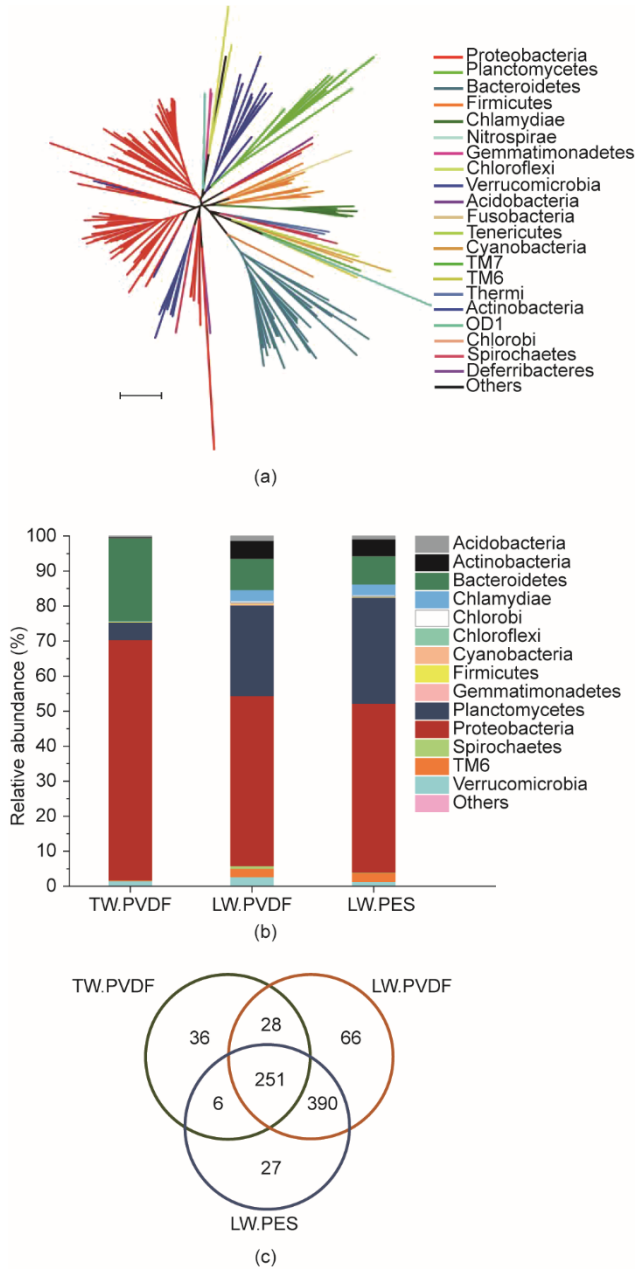 Proteobacteria
Planctomycetes
Bacteroidetes
Firmicutes
Chlamydiae
Nitrospirae
Gemmatimonadetes
Chloroflexi
Verrucomicrobia
Acidobacteria
Fusobacteria
Tenericutes
Cyanobacteria
TM7
TM6
Thermi
Actinobacteria
OD1
Chlorobi
Spirochaetes
Deferribacteres
Others
(a)
Relative abundance (%)
100
90
80
70
60
50
40
30
20
10
0
TW.PVDF
LW.PVDF
LW.PES
Acidobacteria
Actinobacteria
Bacteroidetes
Chlamydiae
Chlorobi
Chloroflexi
Cyanobacteria
Firmicutes
Gemmatimonadetes
Planctomycetes
Proteobacteria
Spirochaetes
TM6
Verrucomicrobia
Others
(b)
TW.PVDF
LW.PVDF
36
28
66
251
6
390
27
LW.PES
(c)